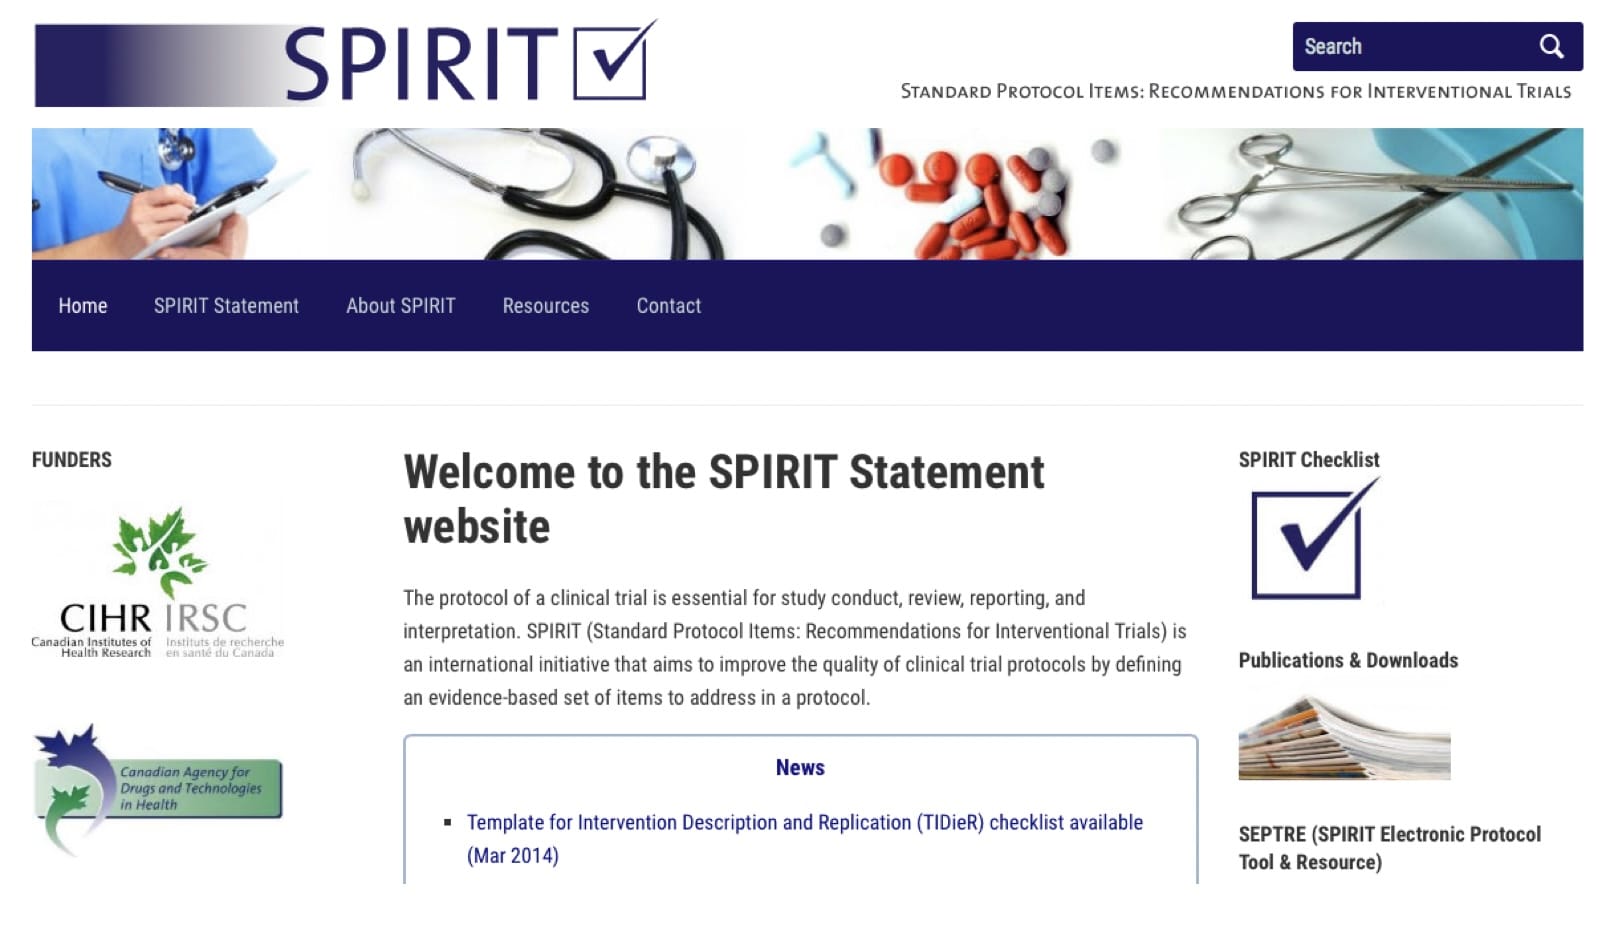 SPIRIT
Search
Standard Protocol Items: Recommendations for Interventional Trials
Home
SPIRIT Statement
About SPIRIT
Resources
Contact
FUNDERS
CIHR IRSC
Canadian Institutes of
Health Research
Instituts de recherche
en santé du Canada
Canadian Agency for
Drugs and Technologies
in Health
Welcome to the SPIRIT Statement
website
The protocol of a clinical trial is essential for study conduct, review, reporting, and
interpretation. SPIRIT (Standard Protocol Items: Recommendations for Interventional Trials) is
an international initiative that aims to improve the quality of clinical trial protocols by defining
an evidence-based set of items to address in a protocol.
News
Template for Intervention Description and Replication (TIDieR) checklist available
(Mar 2014)
SPIRIT Checklist
Publications & Downloads
SEPTRE (SPIRIT Electronic Protocol
Tool & Resource)